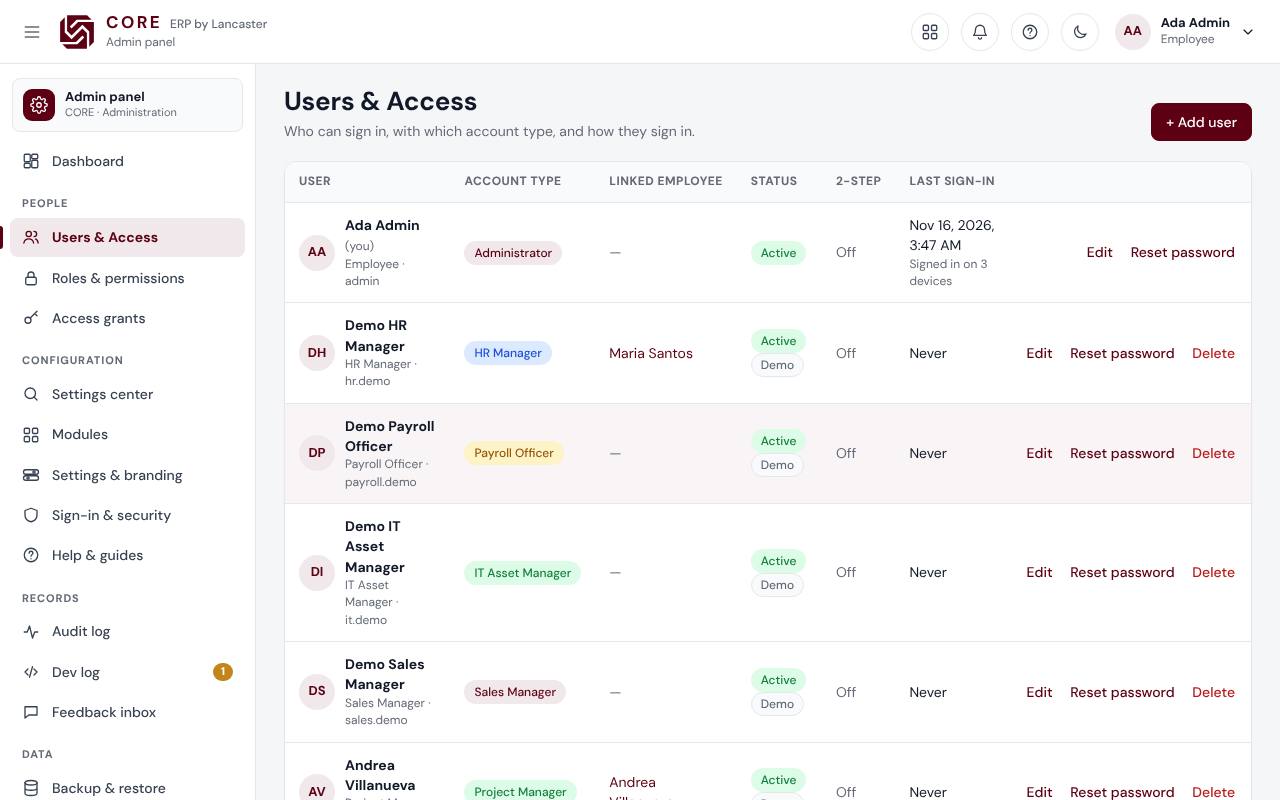 CORE ERP by Lancaster
Admin panel
AA
Ada Admin
Employee
Admin panel
CORE · Administration
Dashboard
PEOPLE
Users & Access
Roles & permissions
Access grants
CONFIGURATION
Settings center
Modules
Settings & branding
Sign-in & security
Help & guides
RECORDS
Audit log
Dev log 1
Feedback inbox
DATA
Backup & restore
Users & Access
Who can sign in, with which account type, and how they sign in.
+ Add user
USER ACCOUNT TYPE LINKED EMPLOYEE STATUS 2-STEP LAST SIGN-IN
AA
Ada Admin
(you)
Employee ·
admin
Administrator
—
Active
Off
Nov 16, 2026,
3:47 AM
Signed in on 3
devices
Edit Reset password
DH
Demo HR
Manager
HR Manager ·
hr.demo
HR Manager
Maria Santos
Active
Demo
Off
Never
Edit Reset password Delete
DP
Demo Payroll
Officer
Payroll Officer ·
payroll.demo
Payroll Officer
—
Active
Demo
Off
Never
Edit Reset password Delete
DI
Demo IT
Asset
Manager
IT Asset
Manager ·
it.demo
IT Asset Manager
—
Active
Demo
Off
Never
Edit Reset password Delete
DS
Demo Sales
Manager
Sales Manager ·
sales.demo
Sales Manager
—
Active
Demo
Off
Never
Edit Reset password Delete
AV
Andrea
Villanueva
Project Manager
Andrea
Active
Off
Never
Edit Reset password Delete